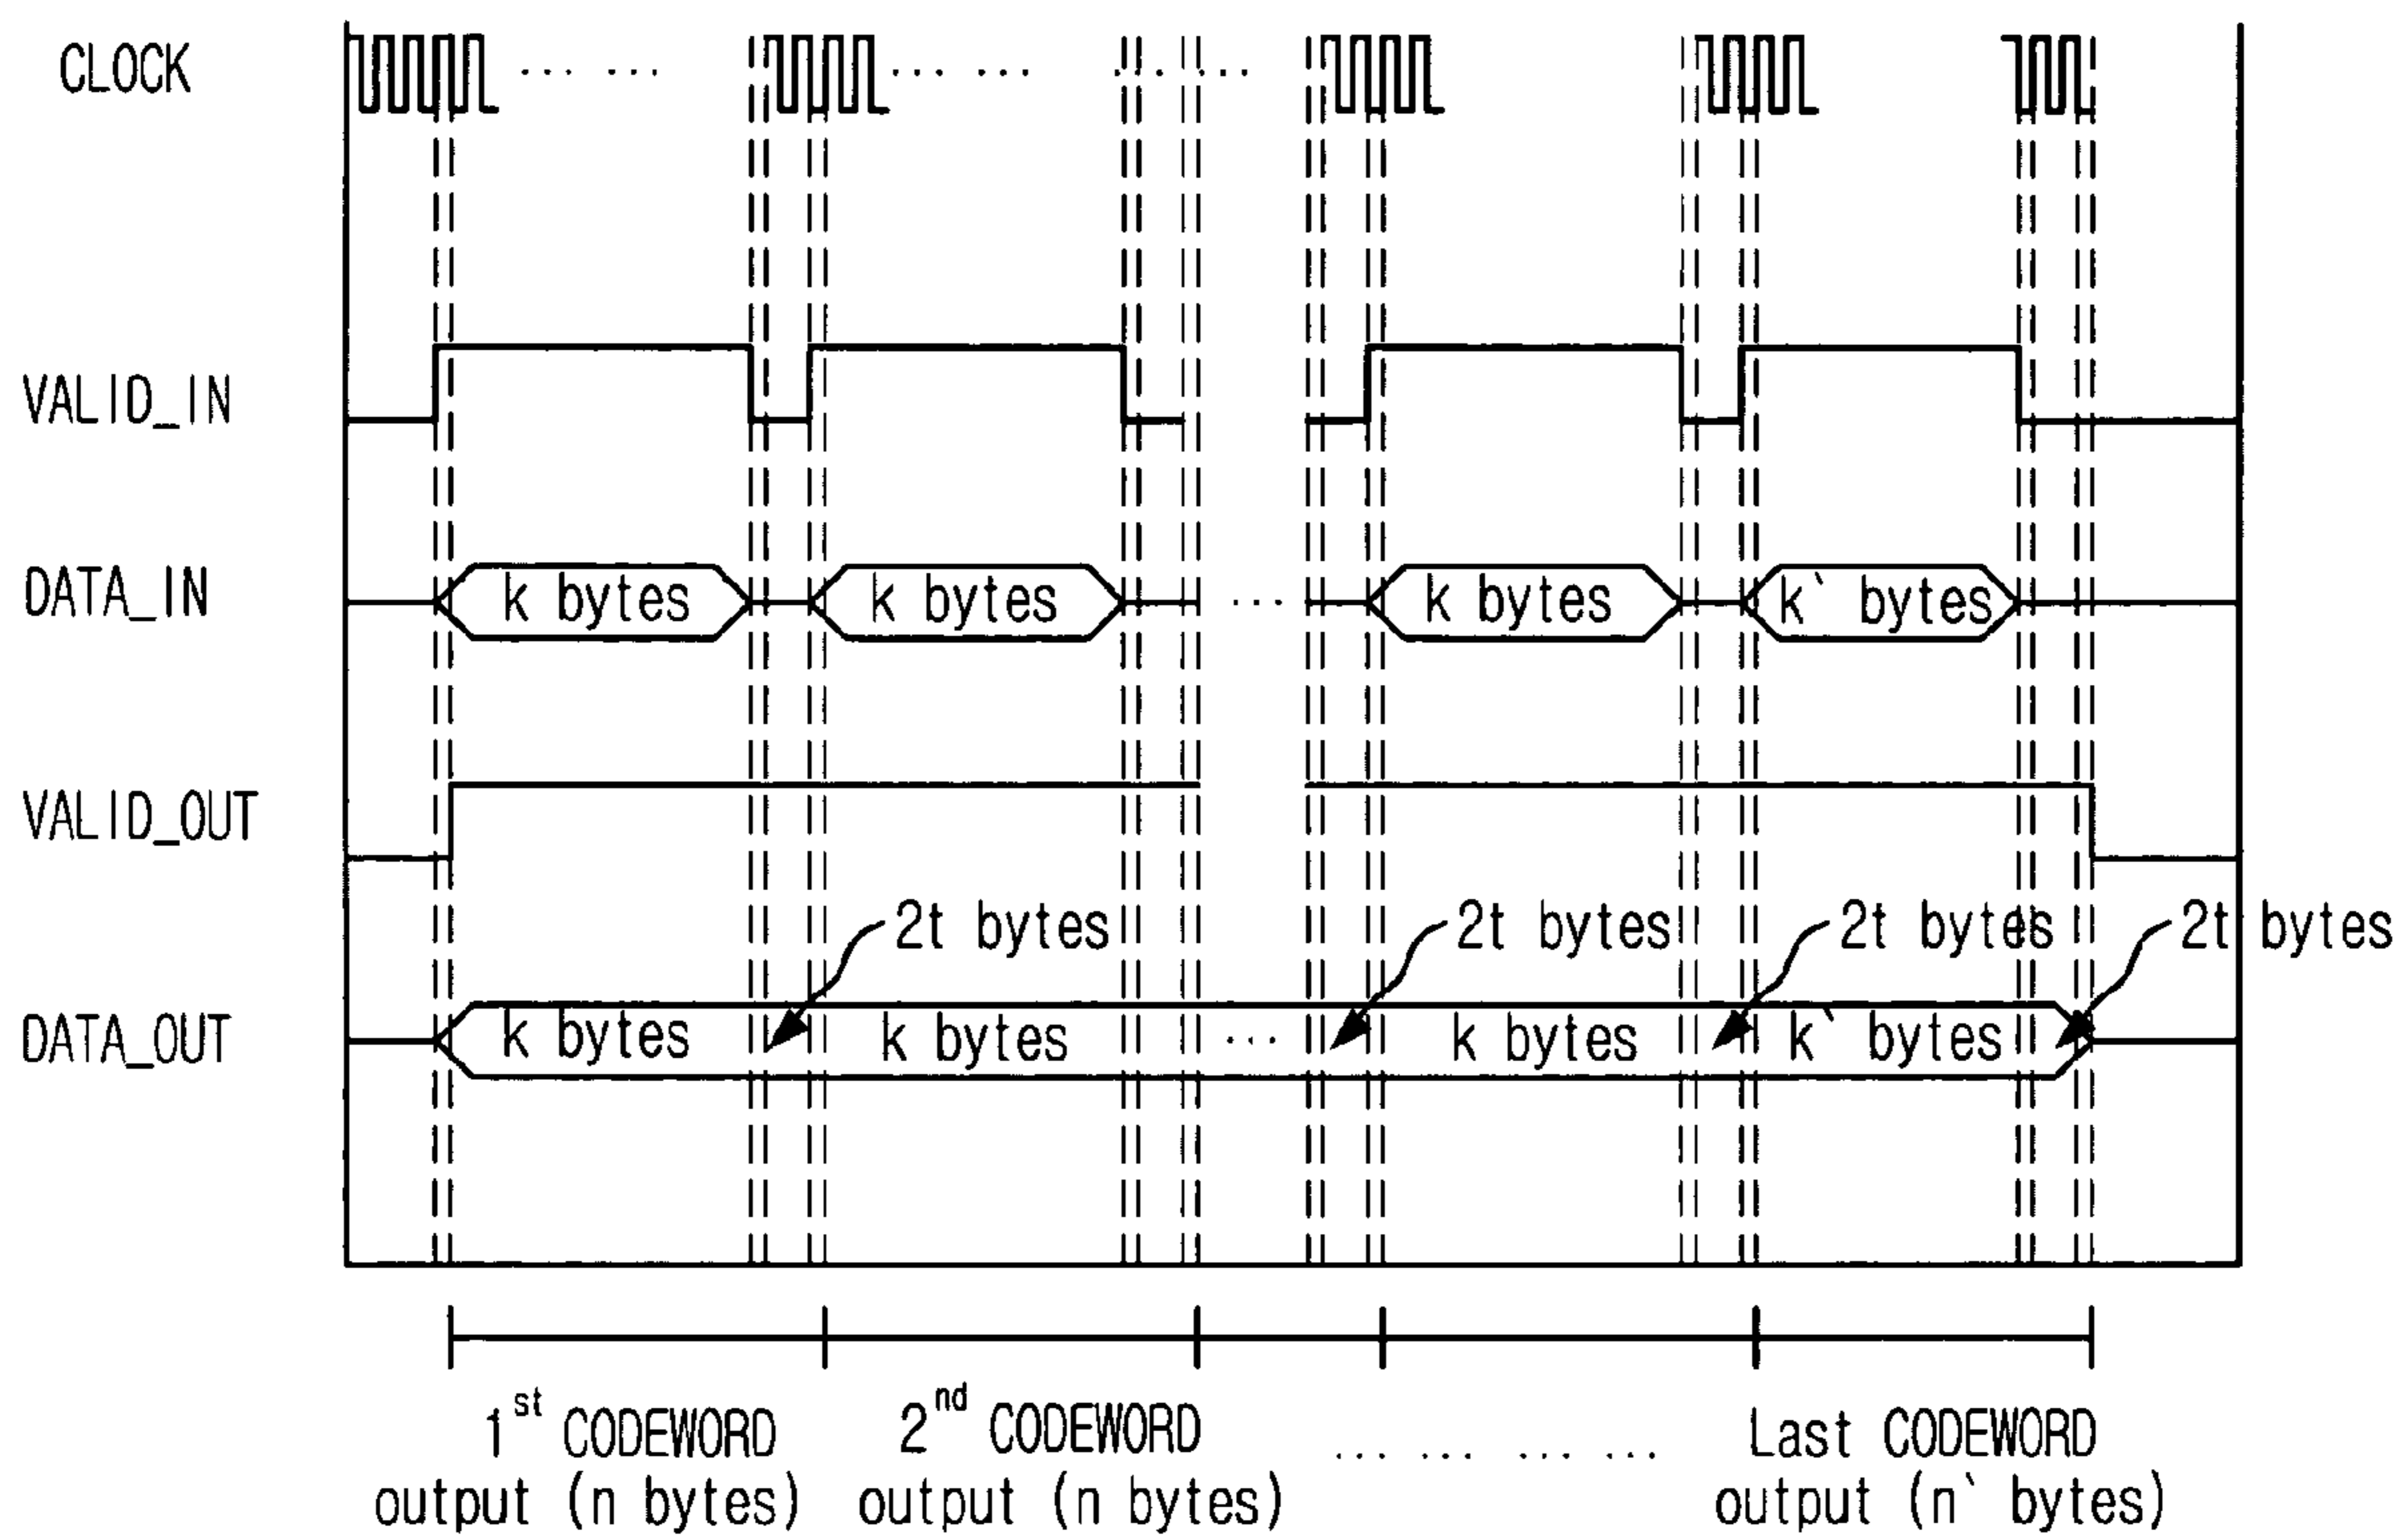 CLOCK ... ... ... ... ... ...
VALID_IN
DATA_IN k bytes k bytes ... k bytes k` bytes
VALID_OUT
2t bytes 2t bytes 2t bytes 2t bytes
DATA_OUT k bytes k bytes ... k bytes k` bytes
1st CODEWORD
output (n bytes)
2nd CODEWORD
output (n bytes)
... ... ... ...
Last CODEWORD
output (n` bytes)